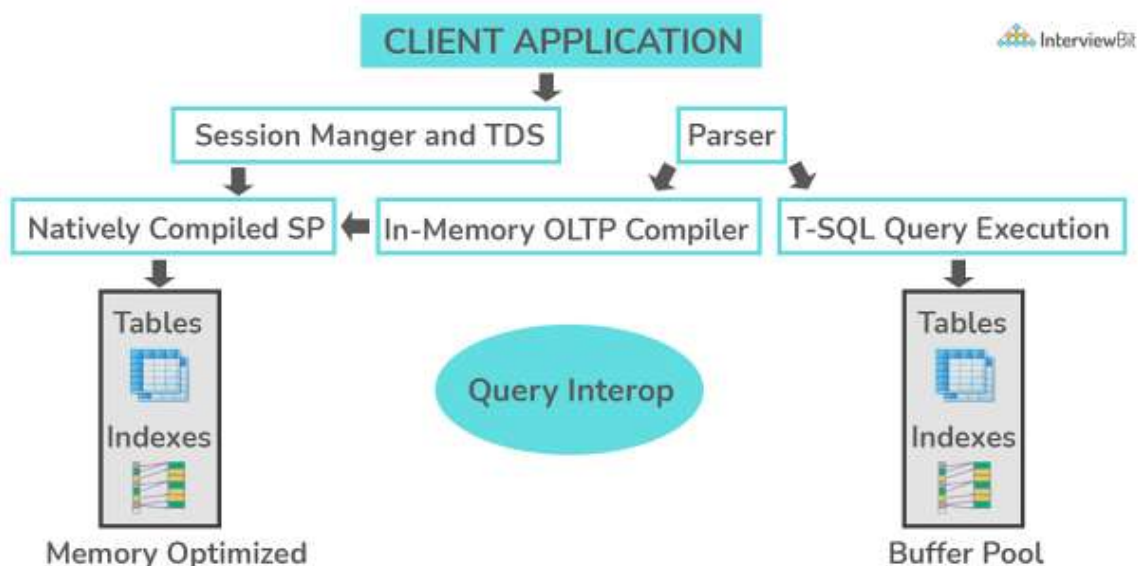 CLIENT APPLICATION
InterviewBit
Session Manger and TDS
Parser
Natively Compiled SP
In-Memory OLTP Compiler
T-SQL Query Execution
Tables
Indexes
Memory Optimized
Query Interop
Tables
Indexes
Buffer Pool